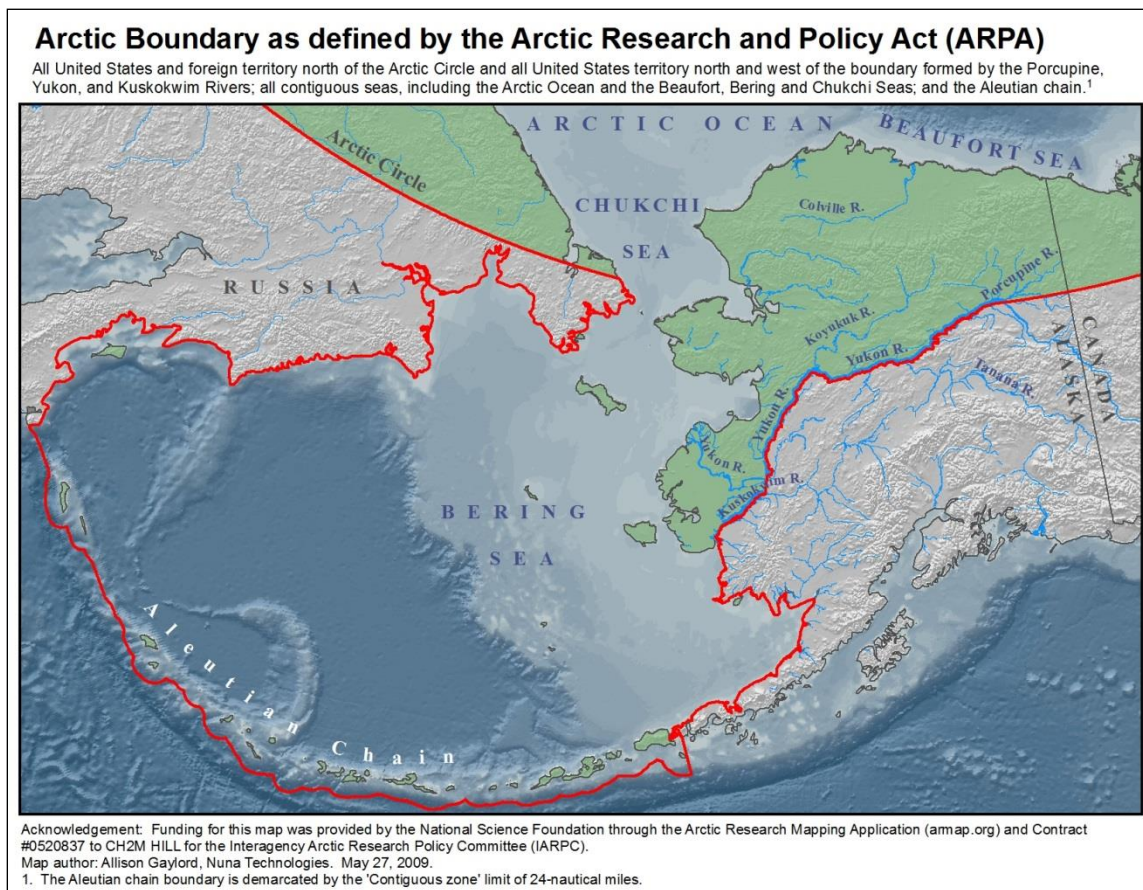 Arctic Boundary as defined by the Arctic Research and Policy Act (ARPA)
All United States and foreign territory north of the Arctic Circle and all United States territory north and west of the boundary formed by the Porcupine,
Yukon, and Kuskokwim Rivers; all contiguous seas, including the Arctic Ocean and the Beaufort, Bering and Chukchi Seas; and the Aleutian chain.¹
ARCTIC OCEAN
BEAUFORT SEA
Arctic Circle
CHUKCHI
SEA
Colville R.
RUSSIA
Porcupine R.
Koyukuk R.
Yukon R.
Tanana R.
CANADA
ALASKA
Yukon R.
Yukon R.
Kuskokwim R.
BERING
SEA
Aleutian
Chain
Acknowledgement: Funding for this map was provided by the National Science Foundation through the Arctic Research Mapping Application (armap.org) and Contract
#0520837 to CH2M HILL for the Interagency Arctic Research Policy Committee (IARPC).
Map author: Allison Gaylord, Nuna Technologies. May 27, 2009.
1. The Aleutian chain boundary is demarcated by the 'Contiguous zone' limit of 24-nautical miles.